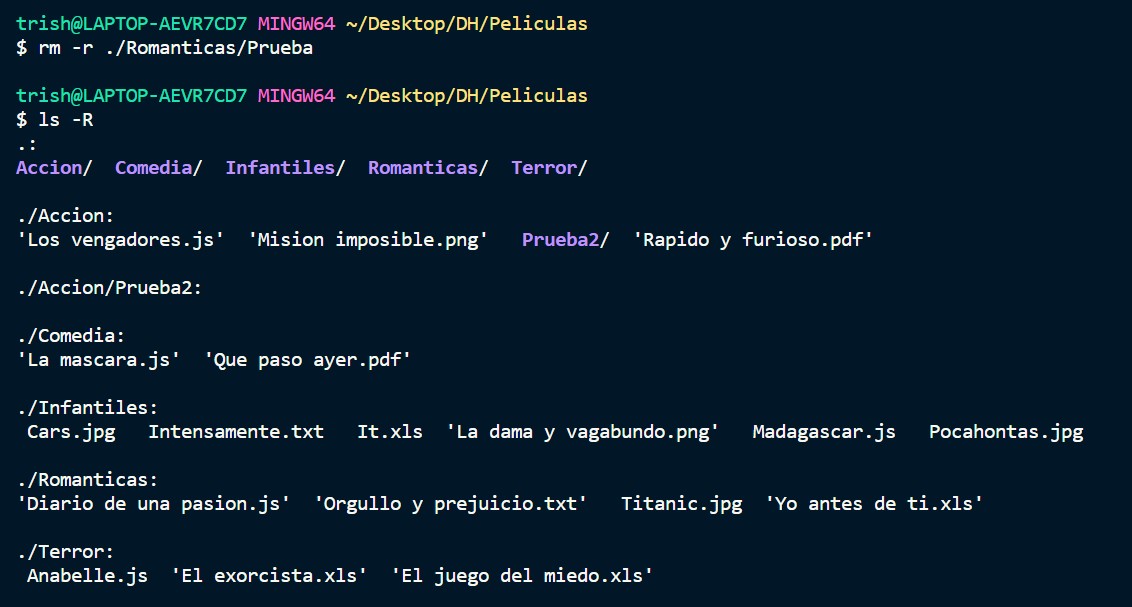 trish@LAPTOP-AEVR7CD7 MINGW64 ~/Desktop/DH/Peliculas
$ rm -r ./Romanticas/Prueba
trish@LAPTOP-AEVR7CD7 MINGW64 ~/Desktop/DH/Peliculas
$ ls -R
.:
Accion/  Comedia/  Infantiles/  Romanticas/  Terror/
./Accion:
'Los vengadores.js'  'Mision imposible.png'   Prueba2/  'Rapido y furioso.pdf'
./Accion/Prueba2:
./Comedia:
'La mascara.js'  'Que paso ayer.pdf'
./Infantiles:
Cars.jpg   Intensamente.txt   It.xls  'La dama y vagabundo.png'   Madagascar.js   Pocahontas.jpg
./Romanticas:
'Diario de una pasion.js'  'Orgullo y prejuicio.txt'   Titanic.jpg  'Yo antes de ti.xls'
./Terror:
Anabelle.js  'El exorcista.xls'  'El juego del miedo.xls'